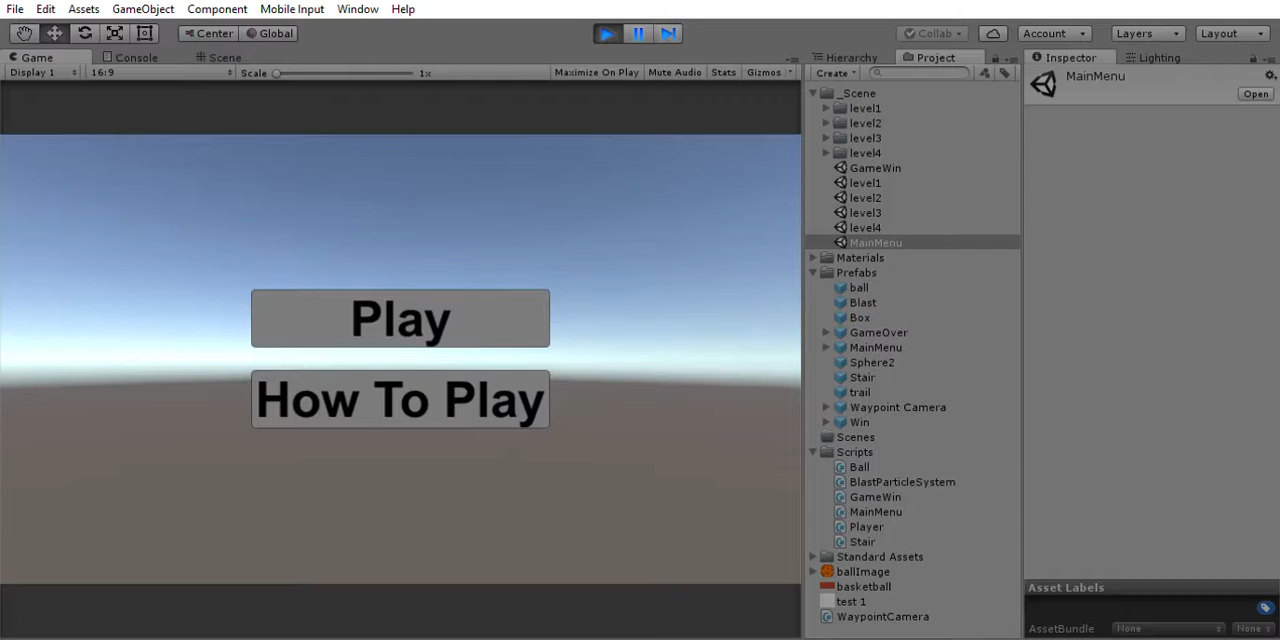 File Edit Assets GameObject Component Mobile Input Window Help
Center Global Collab Account Layers Layout
Game Console Scene Hierarchy Project Inspector Lighting
Display 1 16:9 Scale 1x Maximize On Play Mute Audio Stats Gizmos Create MainMenu
Open
_Scene
level1
level2
level3
level4
GameWin
level1
level2
level3
level4
MainMenu
Materials
Prefabs
ball
Blast
Box
GameOver
MainMenu
Sphere2
Stair
trail
Waypoint Camera
Win
Scenes
Scripts
Ball
BlastParticleSystem
GameWin
MainMenu
Player
Stair
Standard Assets
ballImage
basketball
test 1
WaypointCamera
Play
How To Play
Asset Labels
AssetBundle None None